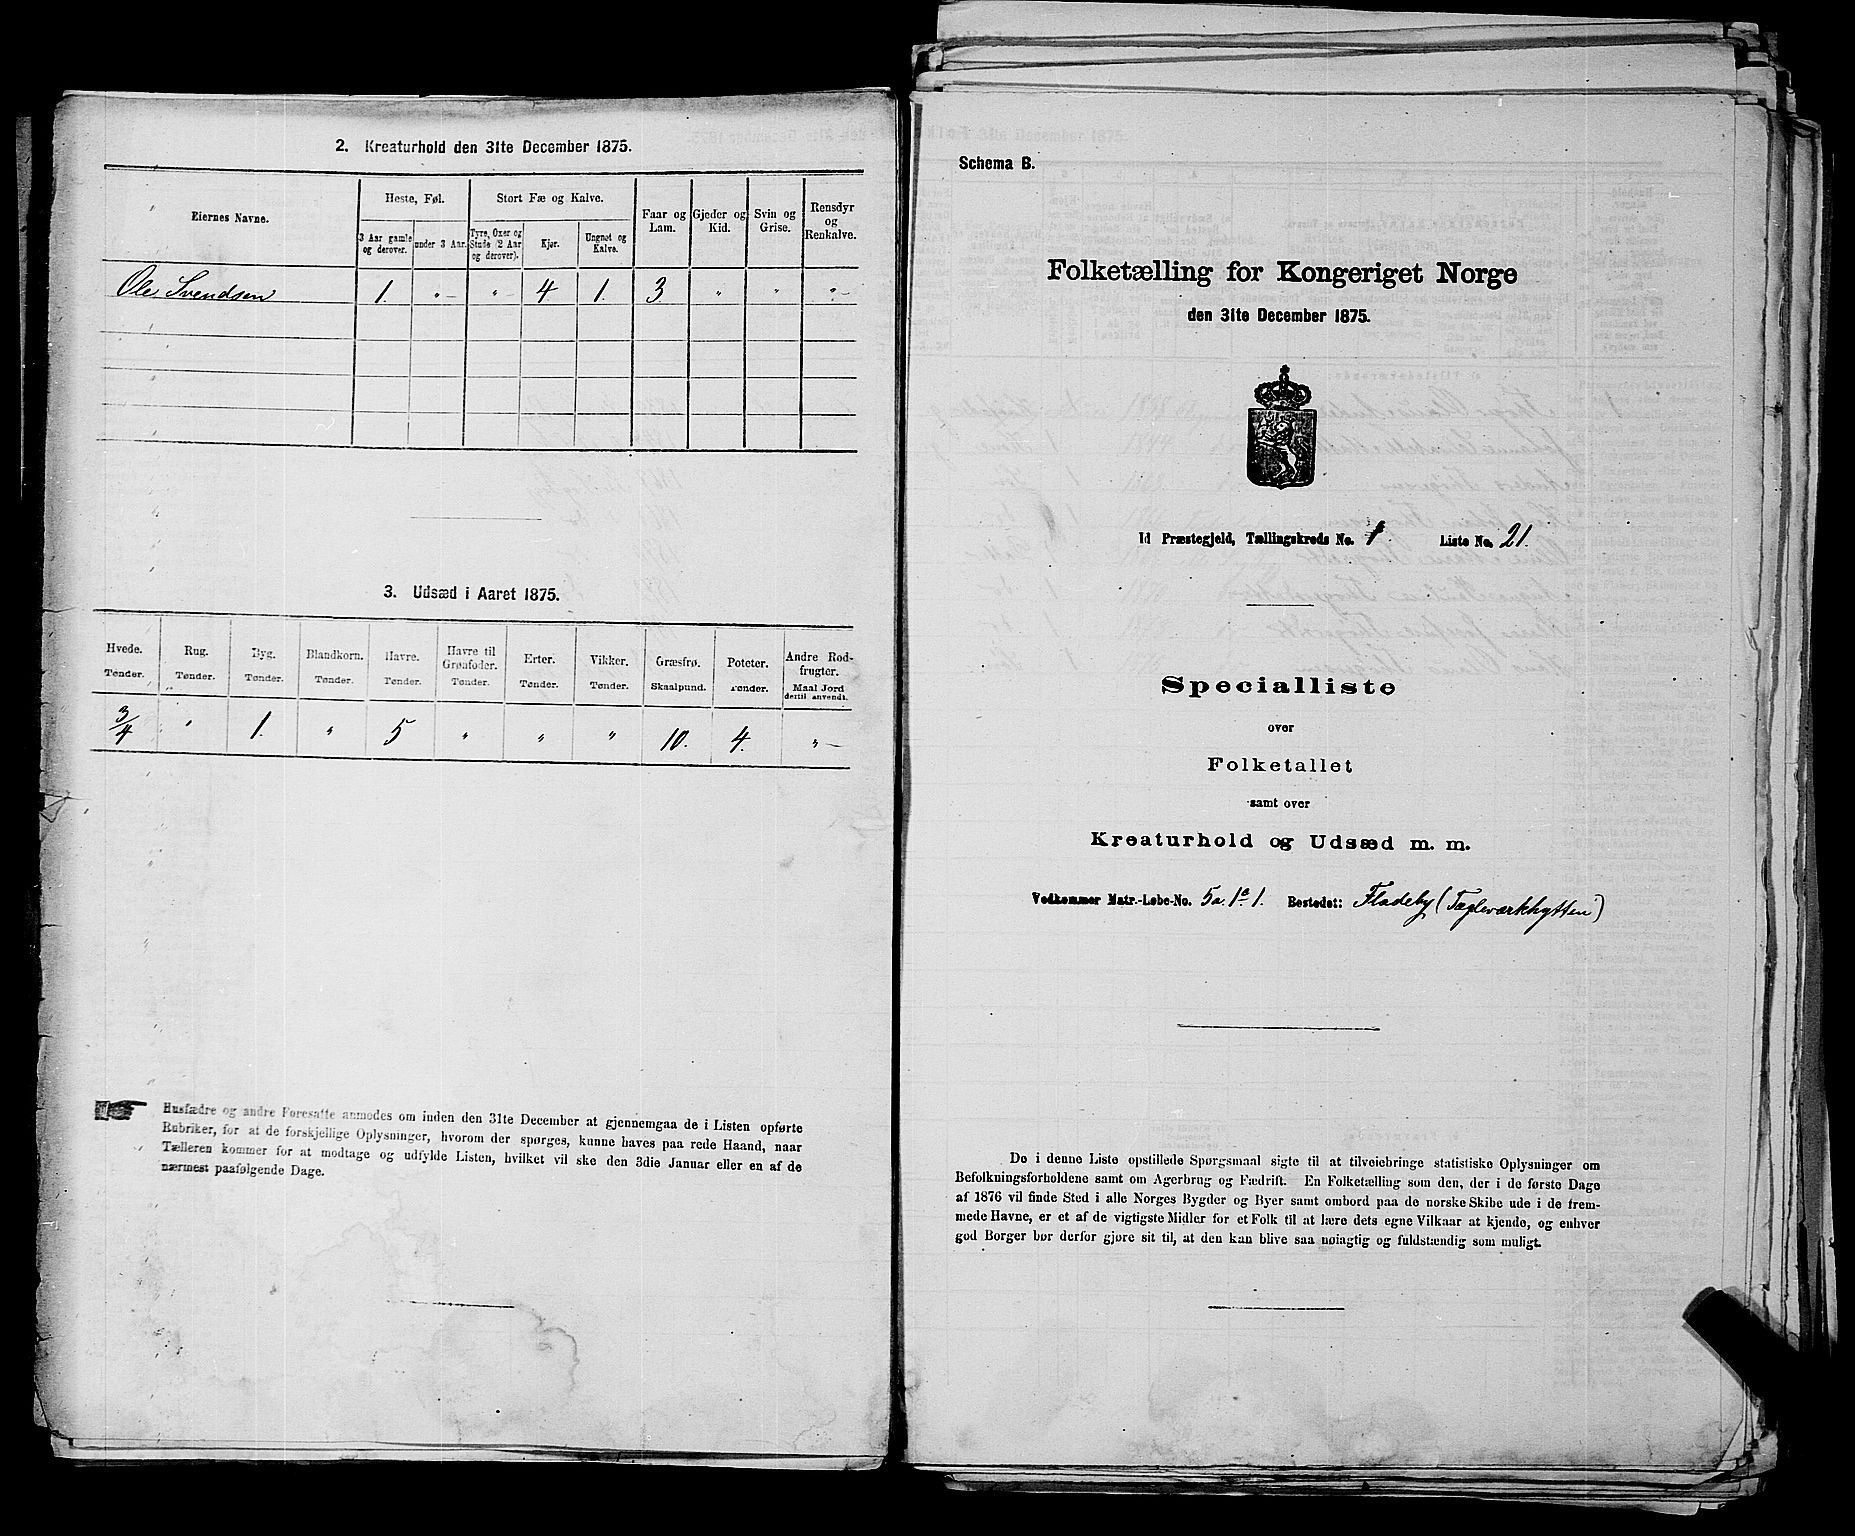 2. Kreaturhold den 31te December 1875.
Eiernes Navne.
Heste, Føl.
Stort Fæ og Kalve.
Faar og Lam.
Gjeder og Kid.
Svin og Grise.
Rensdyr og Renkalve.
3 Aar gamle og derover.
under 3 Aar.
Tyre, Oxer og Stude (2 Aar og derover).
Kjør.
Ungnøt og Kalve.
Ole Svendsen 1. " " 4 1. 3 " " "
3. Udsæd i Aaret 1875.
Hvede. Rug. Byg. Blandkorn. Havre. Havre til Grønfoder. Erter. Vikker. Græsfrø. Poteter. Andre Rodfrugter.
Tønder. Tønder. Tønder. Tønder. Tønder. Tønder. Tønder. Tønder. Skaalpund. Tønder. Maal Jord dertil anvendt.
3/4 " 1. " 5 " " " 10. 4. "
Husfædre og andre Foresatte anmodes om inden den 31te December at gjennemgaa de i Listen opførte
Rubriker, for at de forskjellige Oplysninger, hvorom der spørges, kunne haves paa rede Haand, naar
Tælleren kommer for at modtage og udfylde Listen, hvilket vil ske den 3die Januar eller en af de
nærmest paafølgende Dage.
Schema B.
Folketælling for Kongeriget Norge
den 31te December 1875.
Id Præstegjeld, Tællingskreds No. 1 Liste No. 21.
Specialliste
over
Folketallet
samt over
Kreaturhold og Udsæd m. m.
Vedkommer Matr.-Løbe-No. 5a. 1e 1. Bostedet: Fladeby (Taglværkhytten)
De i denne Liste opstillede Spørgsmaal sigte til at tilveiebringe statistiske Oplysninger om
Befolkningsforholdene samt om Agerbrug og Fædrift. En Folketælling som den, der i de første Dage
af 1876 vil finde Sted i alle Norges Bygder og Byer samt ombord paa de norske Skibe ude i de frem-
mede Havne, er et af de vigtigste Midler for et Folk til at lære dets egne Vilkaar at kjende, og enhver
god Borger bør derfor gjøre sit til, at den kan blive saa nøiagtig og fuldstændig som muligt.